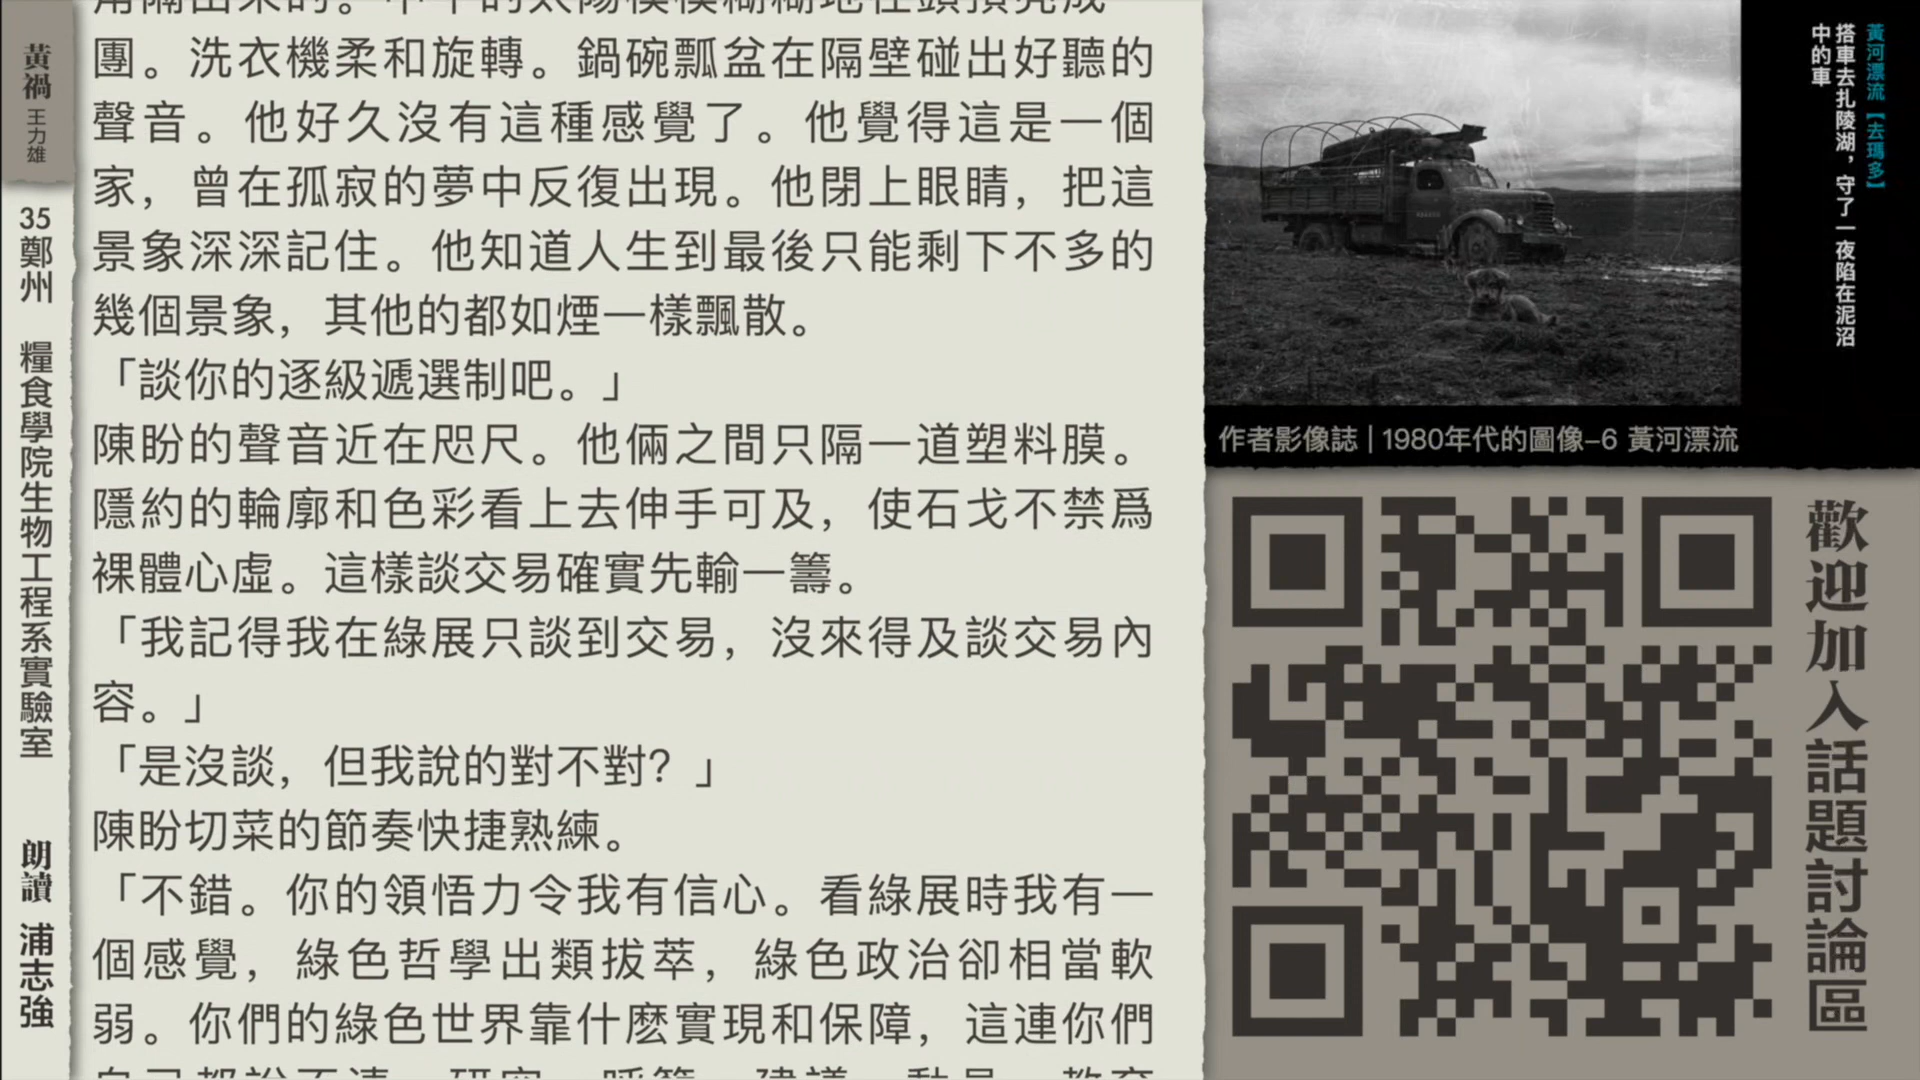 黃禍 王力雄
35鄭州 糧食學院生物工程系實驗室
朗讀 浦志強
團。洗衣機柔和旋轉。鍋碗瓢盆在隔壁碰出好聽的
聲音。他好久沒有這種感覺了。他覺得這是一個
家，曾在孤寂的夢中反復出現。他閉上眼睛，把這
景象深深記住。他知道人生到最後只能剩下不多的
幾個景象，其他的都如煙一樣飄散。
「談你的逐級遞選制吧。」
陳盼的聲音近在咫尺。他倆之間只隔一道塑料膜。
隱約的輪廓和色彩看上去伸手可及，使石戈不禁爲
裸體心虛。這樣談交易確實先輸一籌。
「我記得我在綠展只談到交易，沒來得及談交易內
容。」
「是沒談，但我說的對不對？」
陳盼切菜的節奏快捷熟練。
「不錯。你的領悟力令我有信心。看綠展時我有一
個感覺，綠色哲學出類拔萃，綠色政治卻相當軟
弱。你們的綠色世界靠什麽實現和保障，這連你們
黃河漂流【去瑪多】
搭車去扎陵湖，守了一夜陷在泥沼
中的車
作者影像誌 | 1980年代的圖像–6 黃河漂流
歡迎加入話題討論區